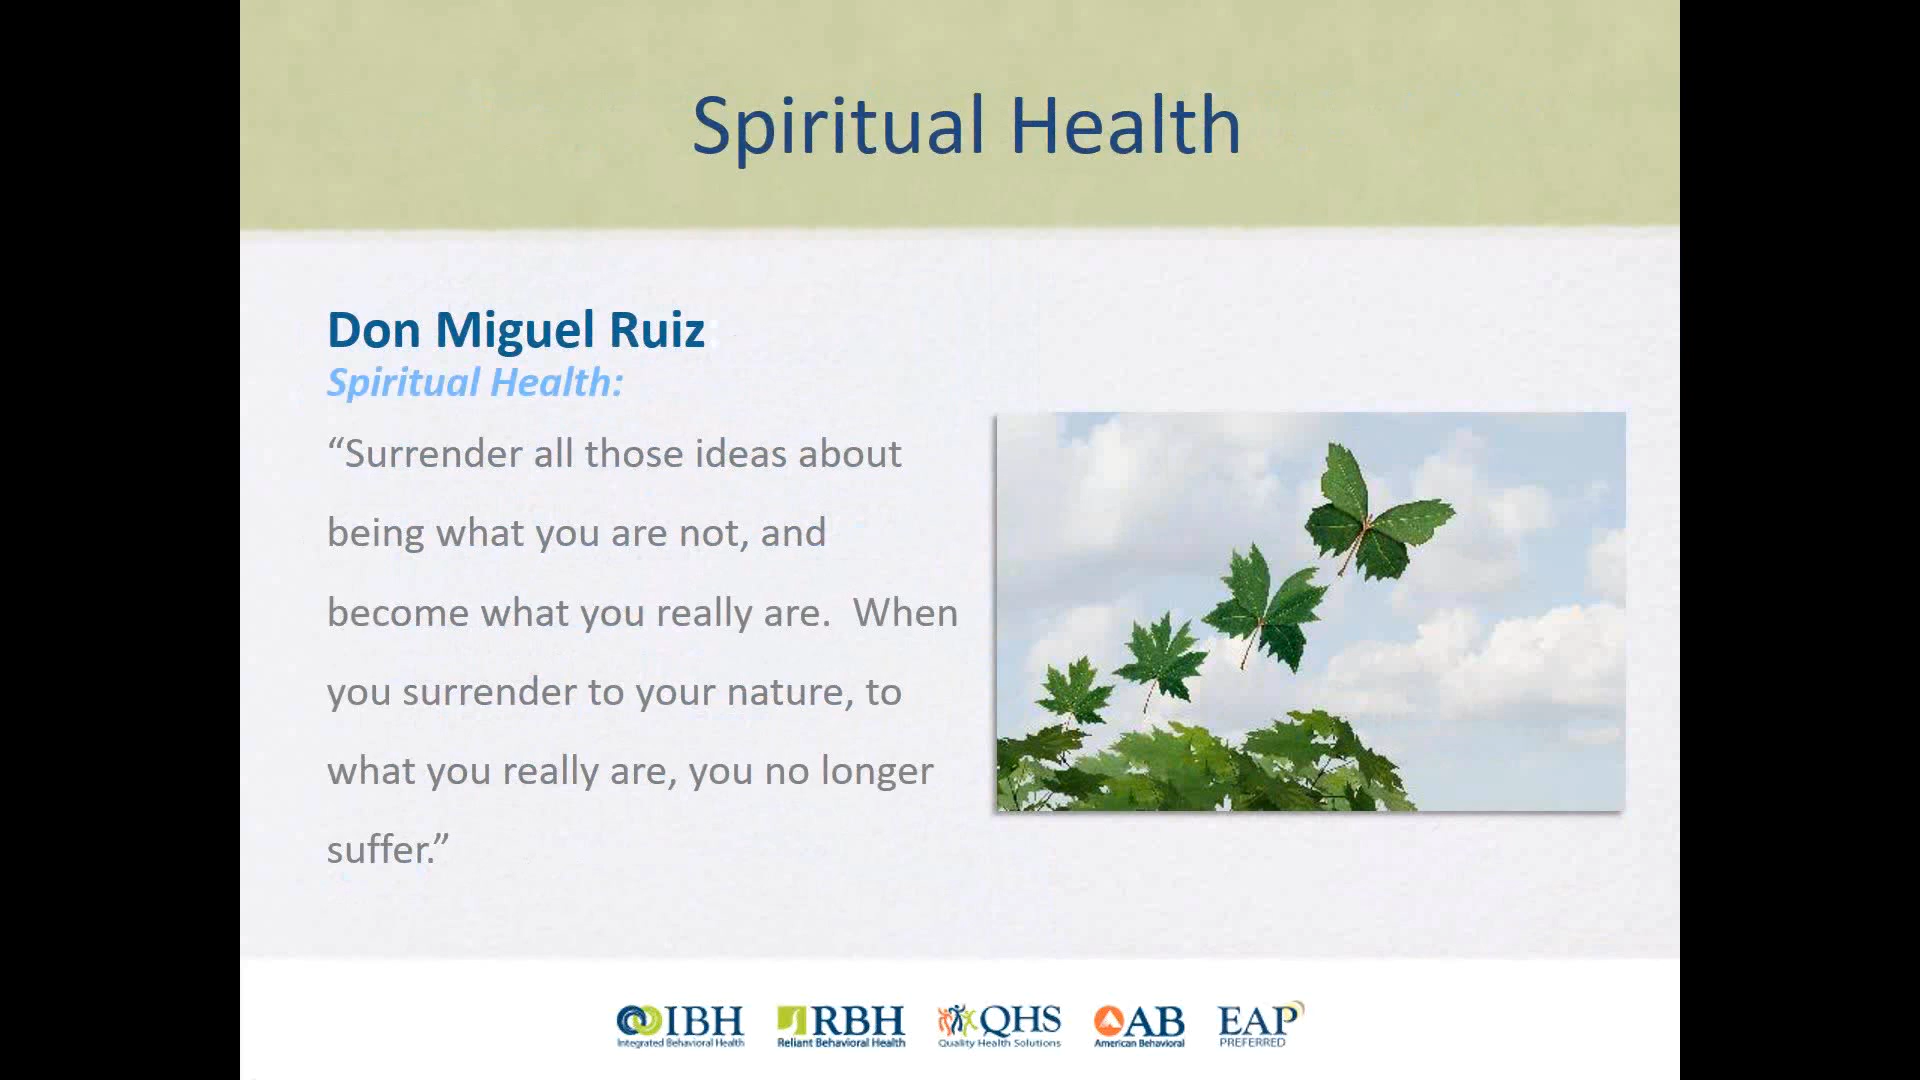 Spiritual Health
Don Miguel Ruiz
Spiritual Health:
“Surrender all those ideas about
being what you are not, and
become what you really are.  When
you surrender to your nature, to
what you really are, you no longer
suffer.”
IBH
Integrated Behavioral Health
RBH
Reliant Behavioral Health
QHS
Quality Health Solutions
AB
American Behavioral
EAP
PREFERRED